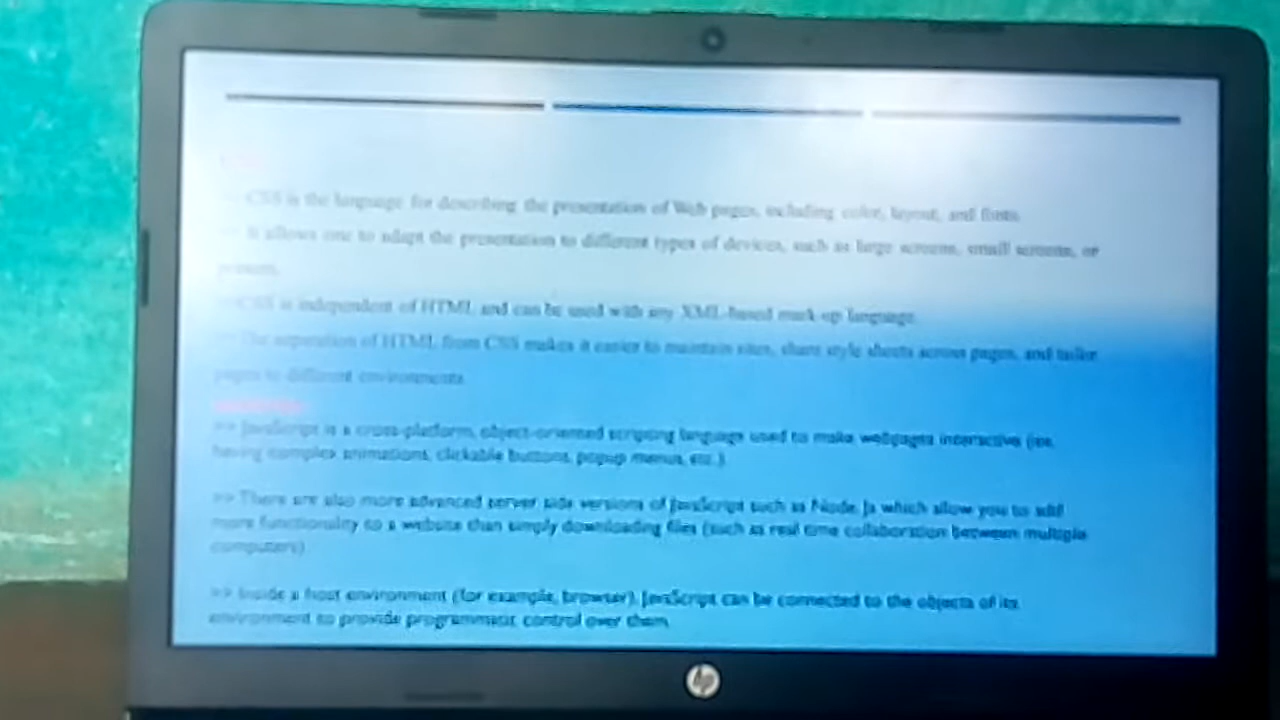 CSS is the language for describing the presentation of Web pages, including color, layout, and fonts.
It allows one to adapt the presentation to different types of devices, such as large screens, small screens, or
printers.
CSS is independent of HTML and can be used with any XML-based mark-up language.
The separation of HTML from CSS makes it easier to maintain sites, share style sheets across pages, and tailor
pages to different environments.
>> JavaScript is a cross-platform, object-oriented scripting language used to make webpages interactive (ex.
having complex animations, clickable buttons, popup menus, etc.).
>> There are also more advanced server side versions of JavaScript such as Node.Js which allow you to add
more functionality to a website than simply downloading files (such as real time collaboration between multiple
computers).
>> Inside a host environment (for example, browser), JavaScript can be connected to the objects of its
environment to provide programmatic control over them.
hp